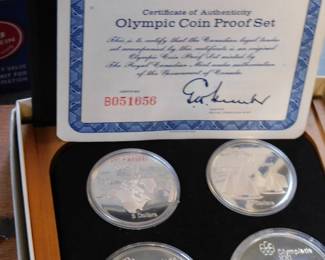 Certificate of Authenticity
Olympic Coin Proof Set
This is to certify that the Canadian legal tender
set accompanied by this certificate is an original
Olympic Coin Proof Set minted by
The Royal Canadian Mint under authorization
of the Government of Canada.
B051656
5 Dollars
Dollars